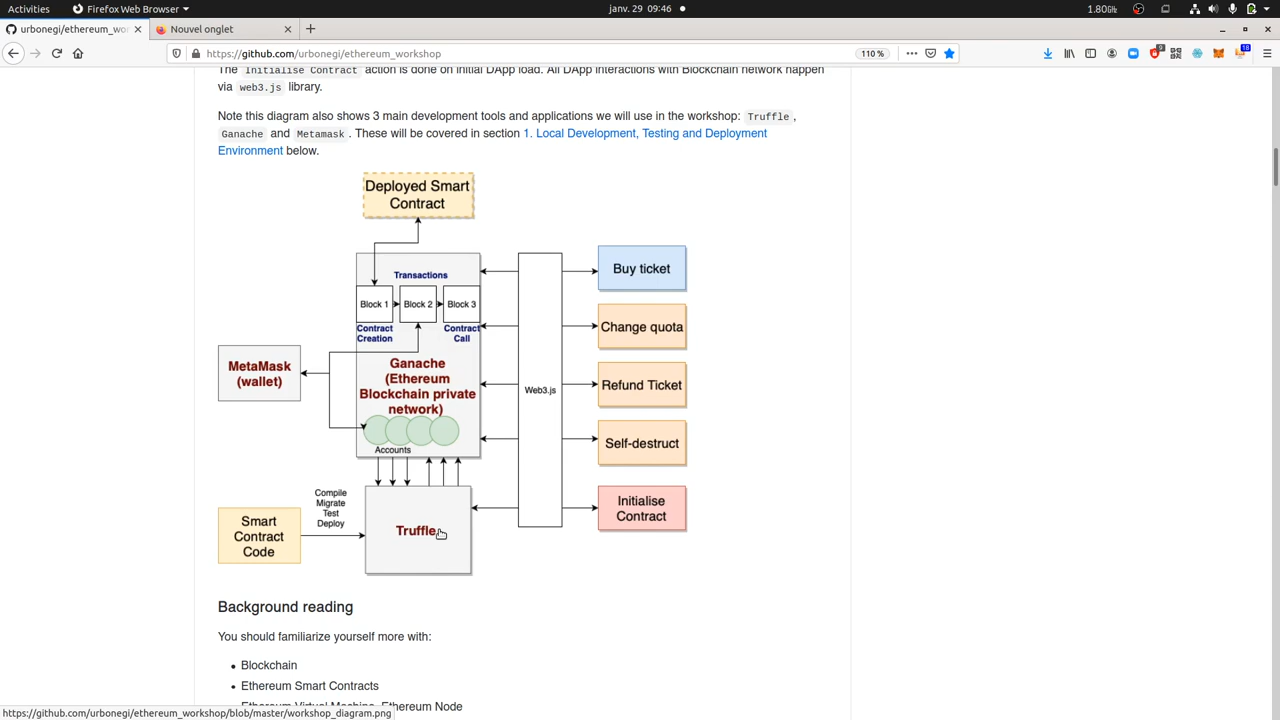 Activities
Firefox Web Browser
janv. 29 09:46
urbonegi/ethereum_wo
Nouvel onglet
https://github.com/urbonegi/ethereum_workshop
110 %
The Initialise Contract action is done on initial DApp load. All DApp interactions with Blockchain network happen
via web3.js library.
Note this diagram also shows 3 main development tools and applications we will use in the workshop: Truffle ,
Ganache and Metamask . These will be covered in section 1. Local Development, Testing and Deployment
Environment below.
Deployed Smart
Contract
Transactions
Block 1
Block 2
Block 3
Contract
Creation
Contract
Call
Ganache
(Ethereum
Blockchain private
network)
Accounts
MetaMask
(wallet)
Web3.js
Buy ticket
Change quota
Refund Ticket
Self-destruct
Initialise
Contract
Compile
Migrate
Test
Deploy
Smart
Contract
Code
Truffle
Background reading
You should familiarize yourself more with:
• Blockchain
• Ethereum Smart Contracts
Ethereum Virtual Machine, Ethereum Node
https://github.com/urbonegi/ethereum_workshop/blob/master/workshop_diagram.png